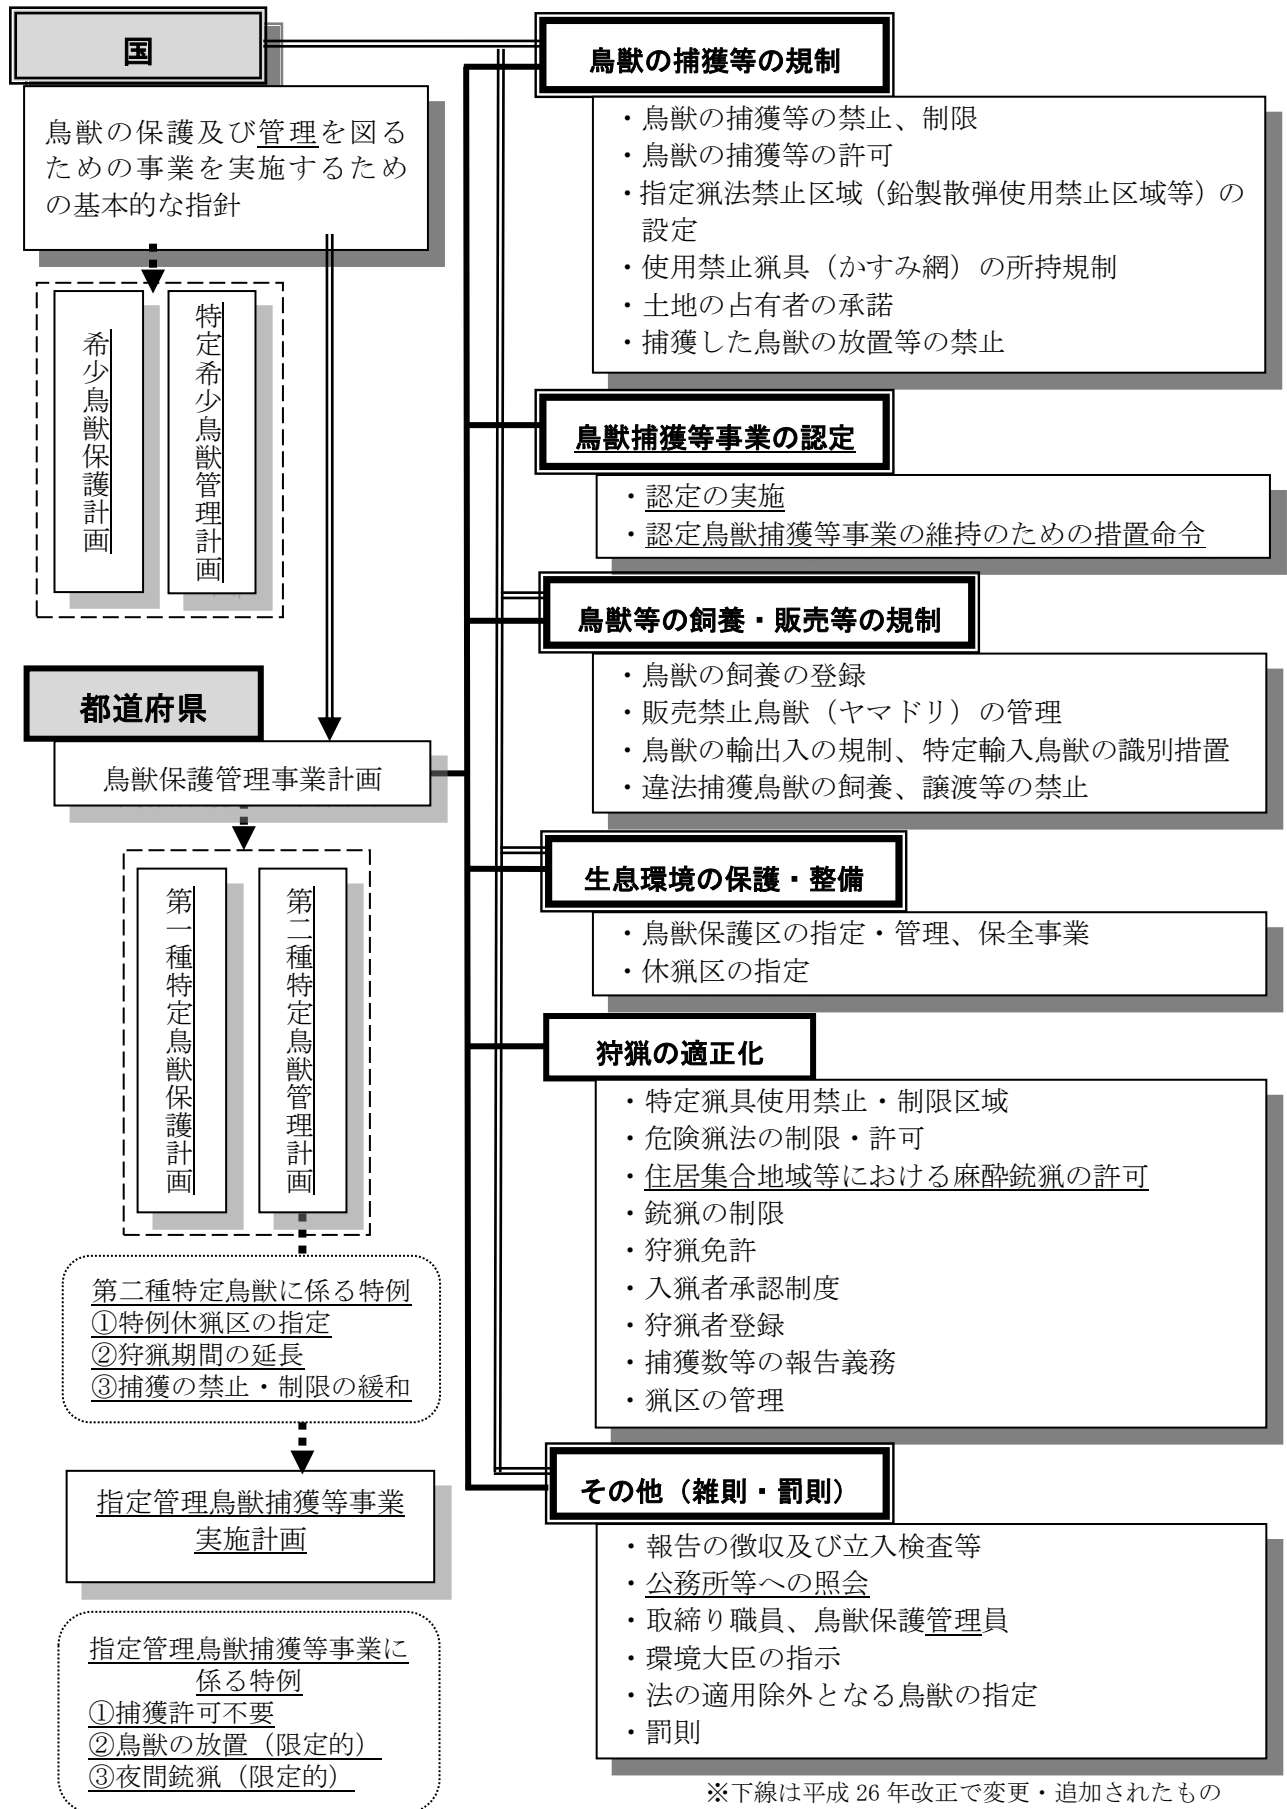 国
鳥獣の保護及び管理を図る
ための事業を実施するため
の基本的な指針
希少鳥獣保護計画
特定希少鳥獣管理計画
都道府県
鳥獣保護管理事業計画
第一種特定鳥獣保護計画
第二種特定鳥獣管理計画
第二種特定鳥獣に係る特例
①特例休猟区の指定
②狩猟期間の延長
③捕獲の禁止・制限の緩和
指定管理鳥獣捕獲等事業
実施計画
指定管理鳥獣捕獲等事業に
係る特例
①捕獲許可不要
②鳥獣の放置（限定的）
③夜間銃猟（限定的）
鳥獣の捕獲等の規制
・鳥獣の捕獲等の禁止、制限
・鳥獣の捕獲等の許可
・指定猟法禁止区域（鉛製散弾使用禁止区域等）の
設定
・使用禁止猟具（かすみ網）の所持規制
・土地の占有者の承諾
・捕獲した鳥獣の放置等の禁止
鳥獣捕獲等事業の認定
・認定の実施
・認定鳥獣捕獲等事業の維持のための措置命令
鳥獣等の飼養・販売等の規制
・鳥獣の飼養の登録
・販売禁止鳥獣（ヤマドリ）の管理
・鳥獣の輸出入の規制、特定輸入鳥獣の識別措置
・違法捕獲鳥獣の飼養、譲渡等の禁止
生息環境の保護・整備
・鳥獣保護区の指定・管理、保全事業
・休猟区の指定
狩猟の適正化
・特定猟具使用禁止・制限区域
・危険猟法の制限・許可
・住居集合地域等における麻酔銃猟の許可
・銃猟の制限
・狩猟免許
・入猟者承認制度
・狩猟者登録
・捕獲数等の報告義務
・猟区の管理
その他（雑則・罰則）
・報告の徴収及び立入検査等
・公務所等への照会
・取締り職員、鳥獣保護管理員
・環境大臣の指示
・法の適用除外となる鳥獣の指定
・罰則
※下線は平成 26 年改正で変更・追加されたもの